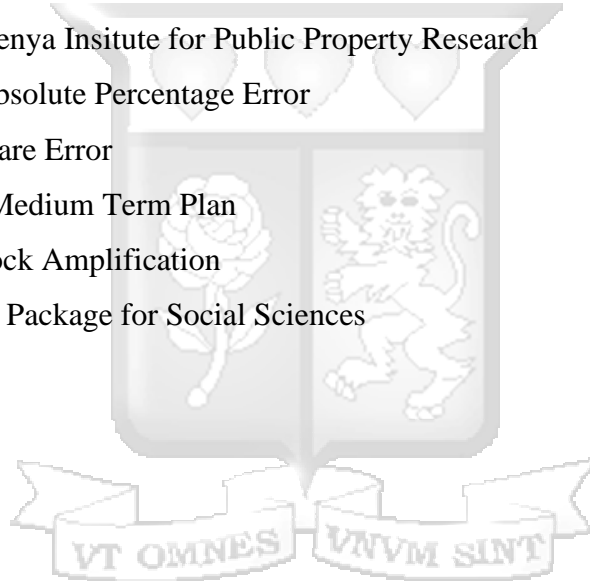 enya Insitute for Public Property Research
bsolute Percentage Error
are Error
Medium Term Plan
ock Amplification
Package for Social Sciences
VT OMNES VNVM SINT